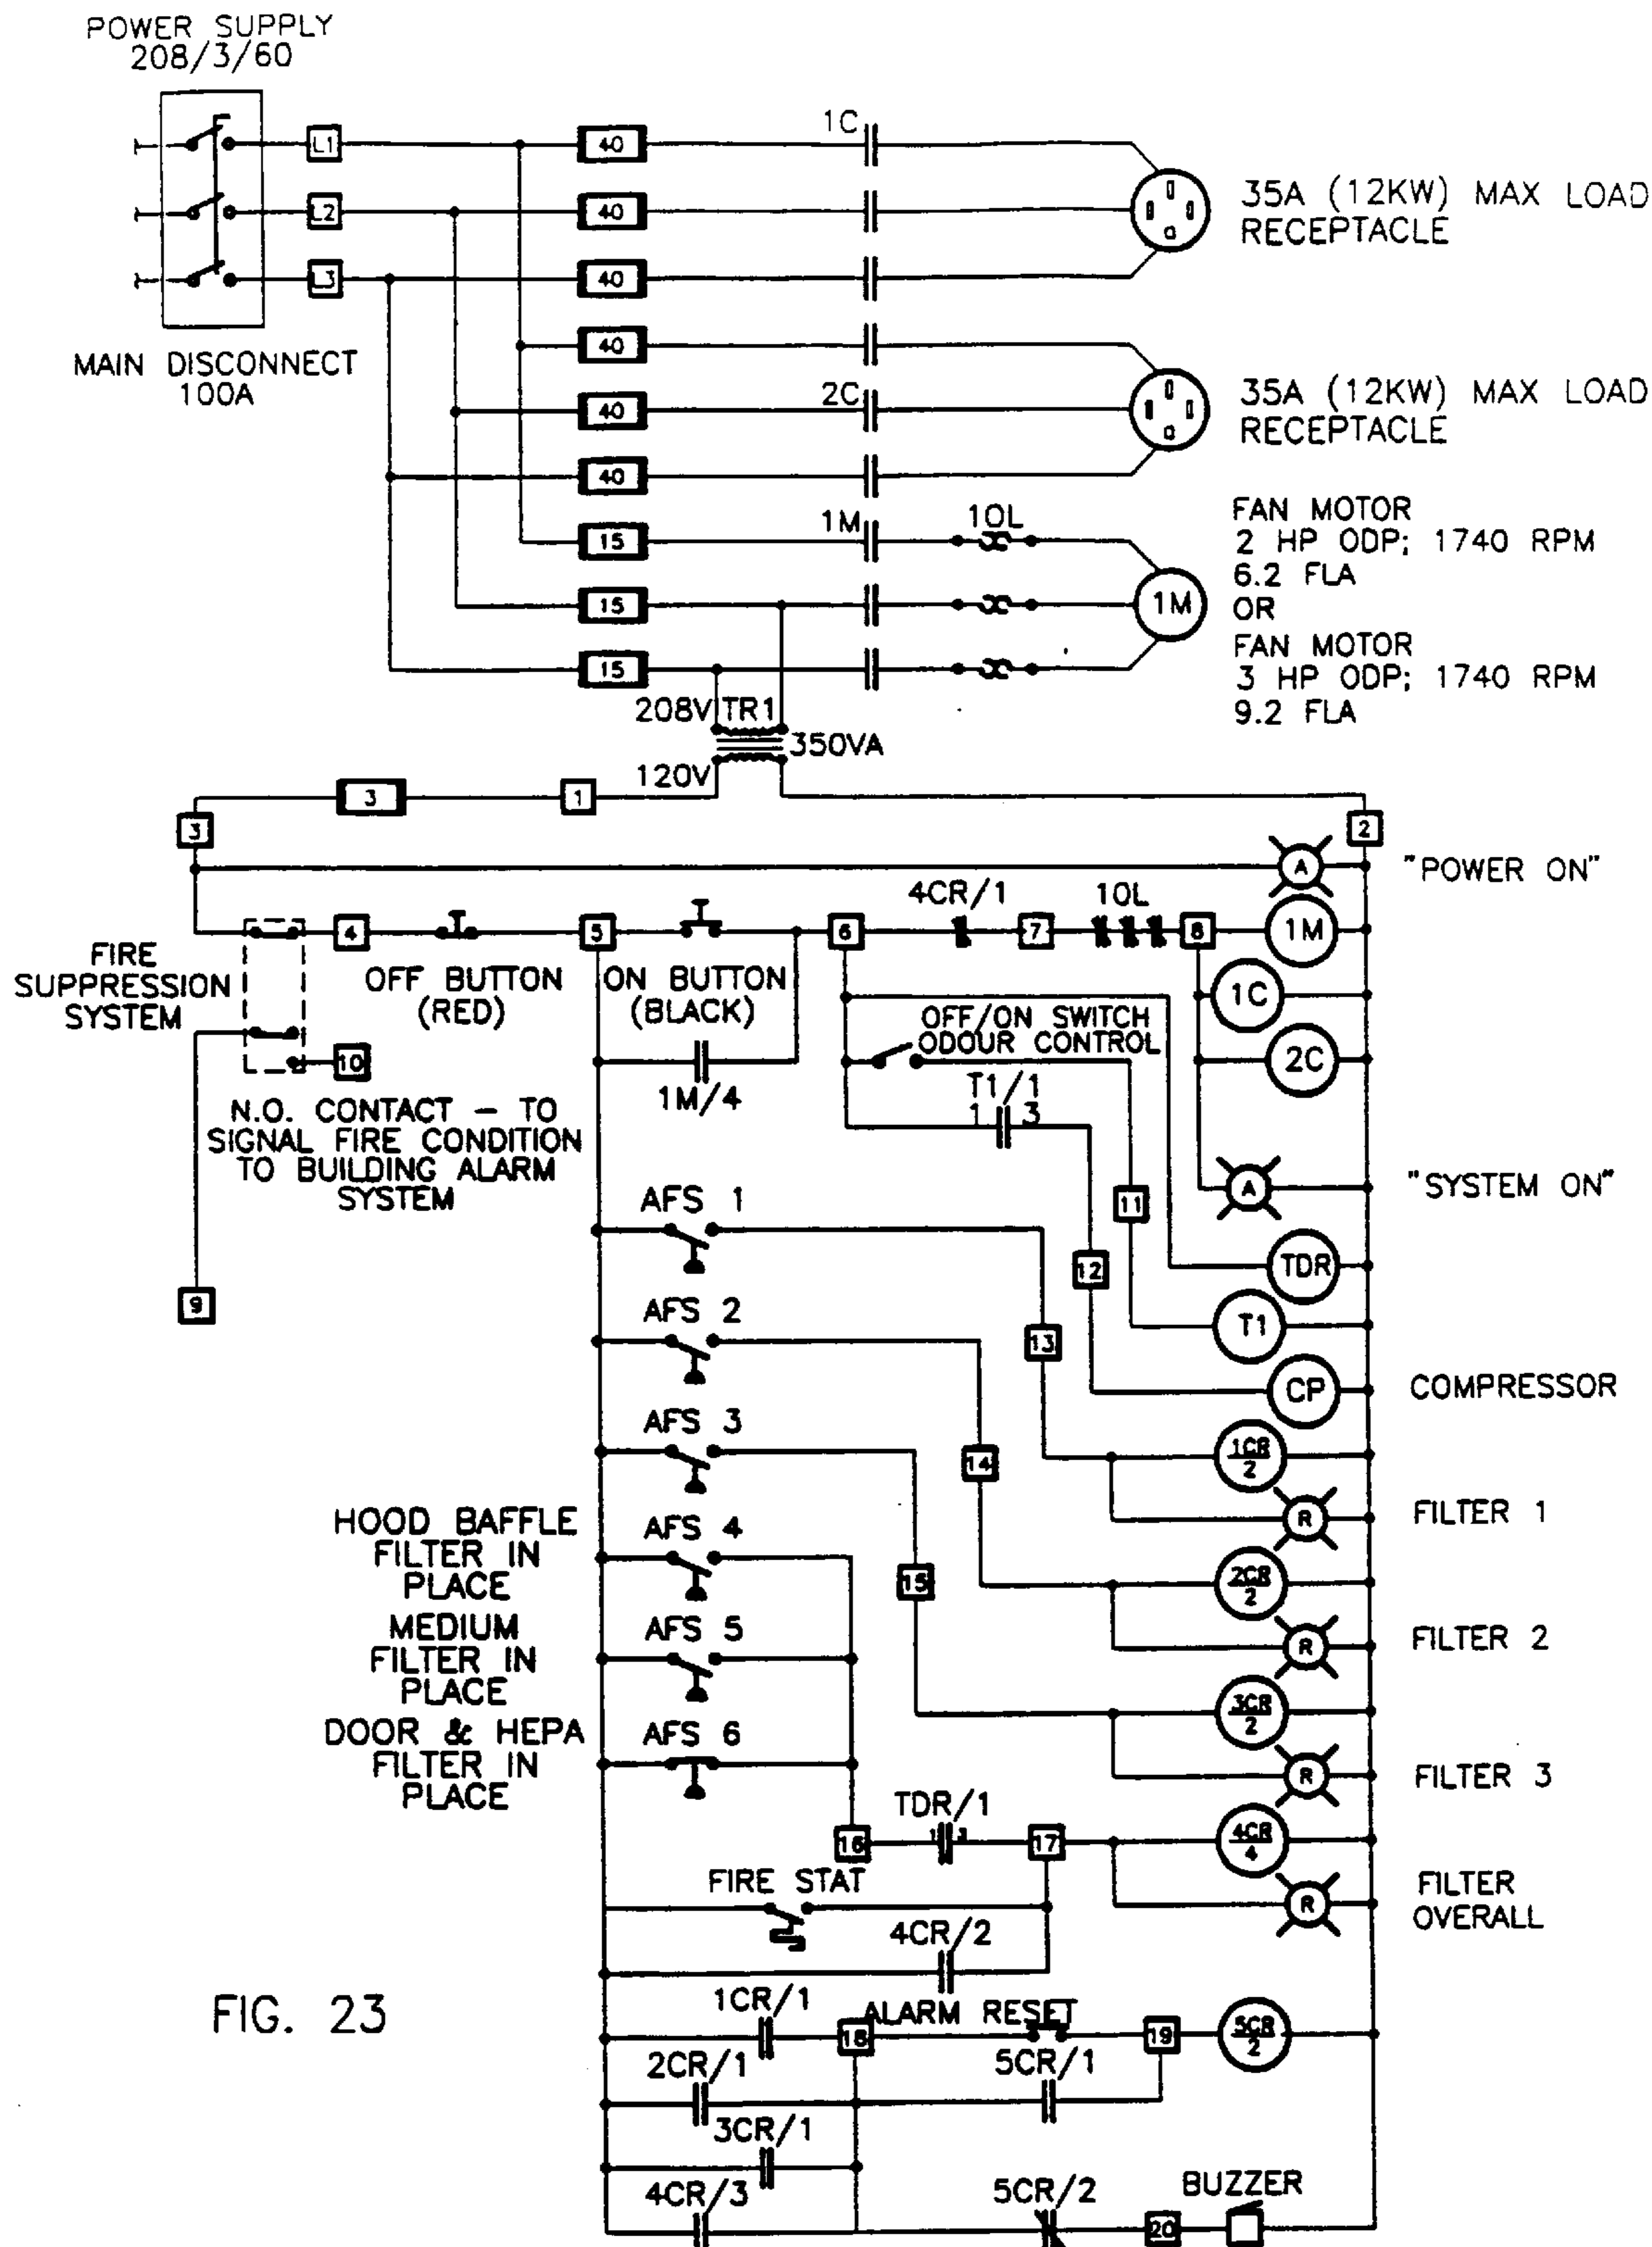 POWER SUPPLY
208/3/60
L1
40
1C
L2
40
35A (12KW) MAX LOAD
RECEPTACLE
L3
40
MAIN DISCONNECT
100A
40
40
2C
35A (12KW) MAX LOAD
RECEPTACLE
40
15
1M
1OL
FAN MOTOR
2 HP ODP; 1740 RPM
6.2 FLA
OR
FAN MOTOR
3 HP ODP; 1740 RPM
9.2 FLA
15
1M
15
208V TR1
350VA
120V
3
1
3
2
A
"POWER ON"
4CR/1
1OL
4
5
6
7
8
1M
FIRE
SUPPRESSION
SYSTEM
OFF BUTTON
(RED)
ON BUTTON
(BLACK)
1C
OFF/ON SWITCH
ODOUR CONTROL
2C
10
1M/4
T1/1
1 3
N.O. CONTACT – TO
SIGNAL FIRE CONDITION
TO BUILDING ALARM
SYSTEM
AFS 1
11
A
"SYSTEM ON"
12
TDR
9
AFS 2
13
T1
CP
COMPRESSOR
AFS 3
14
1CR
2
R
FILTER 1
HOOD BAFFLE
FILTER IN
PLACE
AFS 4
15
2CR
2
MEDIUM
FILTER IN
PLACE
AFS 5
R
FILTER 2
3CR
2
DOOR & HEPA
FILTER IN
PLACE
AFS 6
R
FILTER 3
TDR/1
1 3
16
17
4CR
4
FIRE STAT
R
FILTER
OVERALL
4CR/2
FIG. 23
1CR/1
ALARM RESET
18
19
5CR
2
2CR/1
5CR/1
3CR/1
4CR/3
5CR/2
20
BUZZER